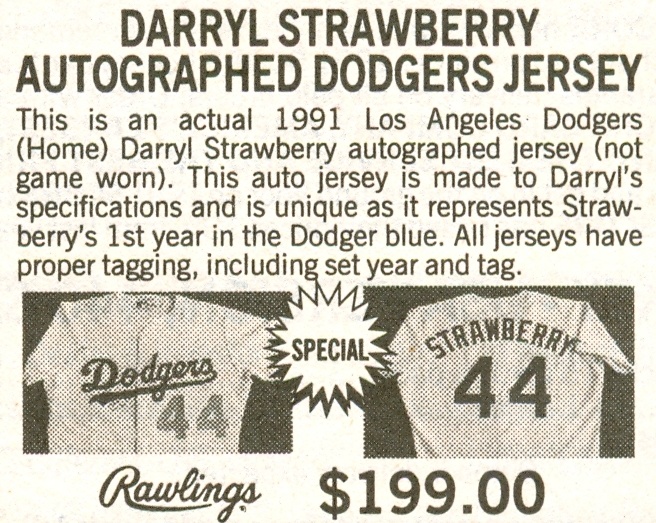 DARRYL STRAWBERRY
AUTOGRAPHED DODGERS JERSEY
This is an actual 1991 Los Angeles Dodgers
(Home) Darryl Strawberry autographed jersey (not
game worn). This auto jersey is made to Darryl's
specifications and is unique as it represents Straw-
berry's 1st year in the Dodger blue. All jerseys have
proper tagging, including set year and tag.
Dodgers
44
SPECIAL
STRAWBERRY
44
Rawlings
$199.00